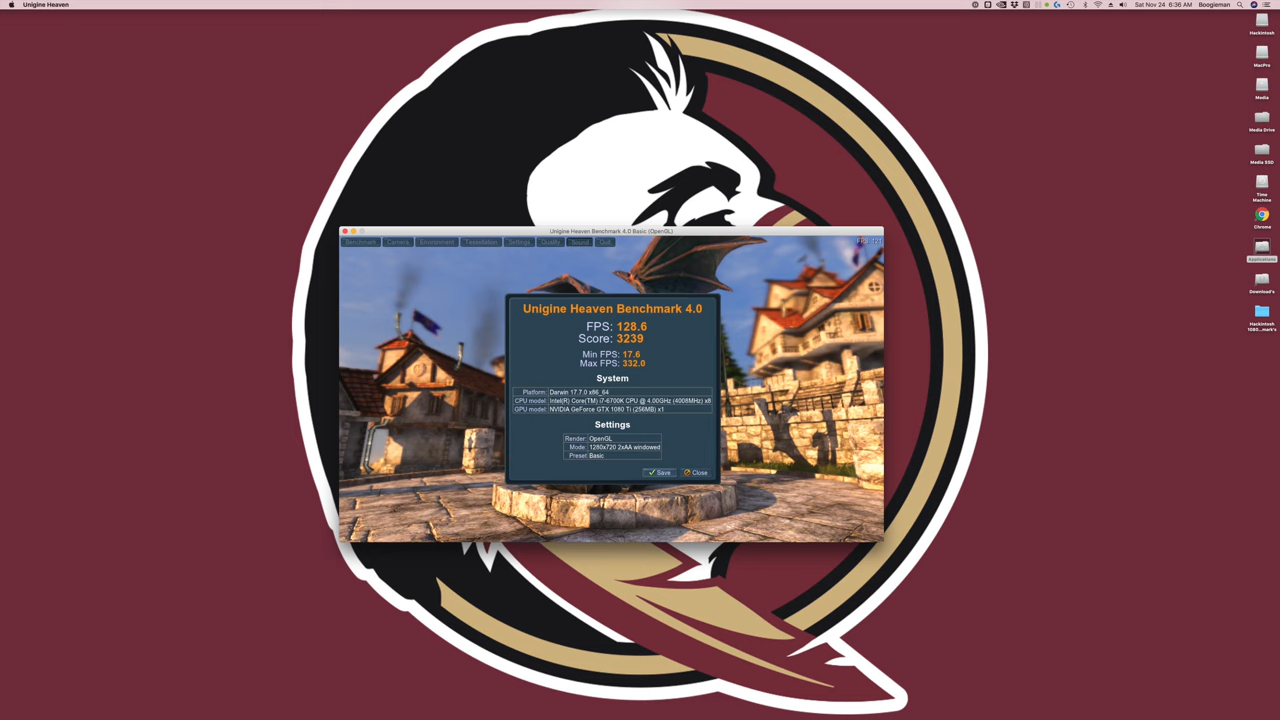 Unigine Heaven
Sat Nov 24 6:36 AM Boogieman
Hackintosh
MacPro
Media
Media Drive
Media SSD
Time
Machine
Chrome
Applications
Download's
Hackintosh
1080...mark's
Unigine Heaven Benchmark 4.0 Basic (OpenGL)
Benchmark Camera Environment Tessellation Settings Quality Sound Quit
Unigine Heaven Benchmark 4.0
FPS: 128.6
Score: 3239
Min FPS: 17.6
Max FPS: 332.0
System
Platform: Darwin 17.7.0 x86_64
CPU model: Intel(R) Core(TM) i7-6700K CPU @ 4.00GHz (4008MHz) x8
GPU model: NVIDIA GeForce GTX 1080 Ti (256MB) x1
Settings
Render: OpenGL
Mode: 1280x720 2xAA windowed
Preset: Basic
Save Close